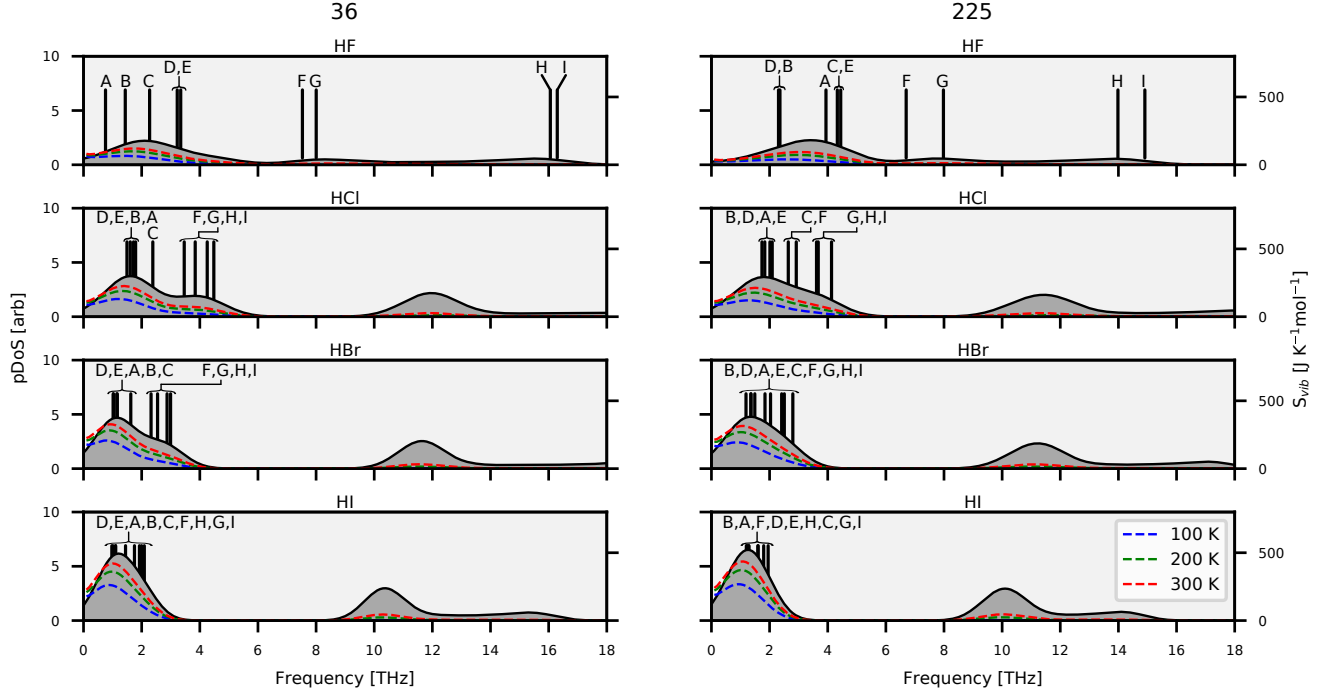 36
225
HF
HF
10
D,E
D,B
C,E
H
I
A
B
C
F
G
A
F
G
H
I
5
500
0
0
HCl
HCl
10
D,E,B,A
F,G,H,I
B,D,A,E
C,F
G,H,I
C
5
500
0
0
pDoS [arb]
S_vib [J K⁻¹mol⁻¹]
HBr
HBr
10
D,E,A,B,C
F,G,H,I
B,D,A,E,C,F,G,H,I
5
500
0
0
HI
HI
10
D,E,A,B,C,F,H,G,I
B,A,F,D,E,H,C,G,I
100 K
200 K
300 K
5
500
0
0
0 2 4 6 8 10 12 14 16 18
0 2 4 6 8 10 12 14 16 18
Frequency [THz]
Frequency [THz]